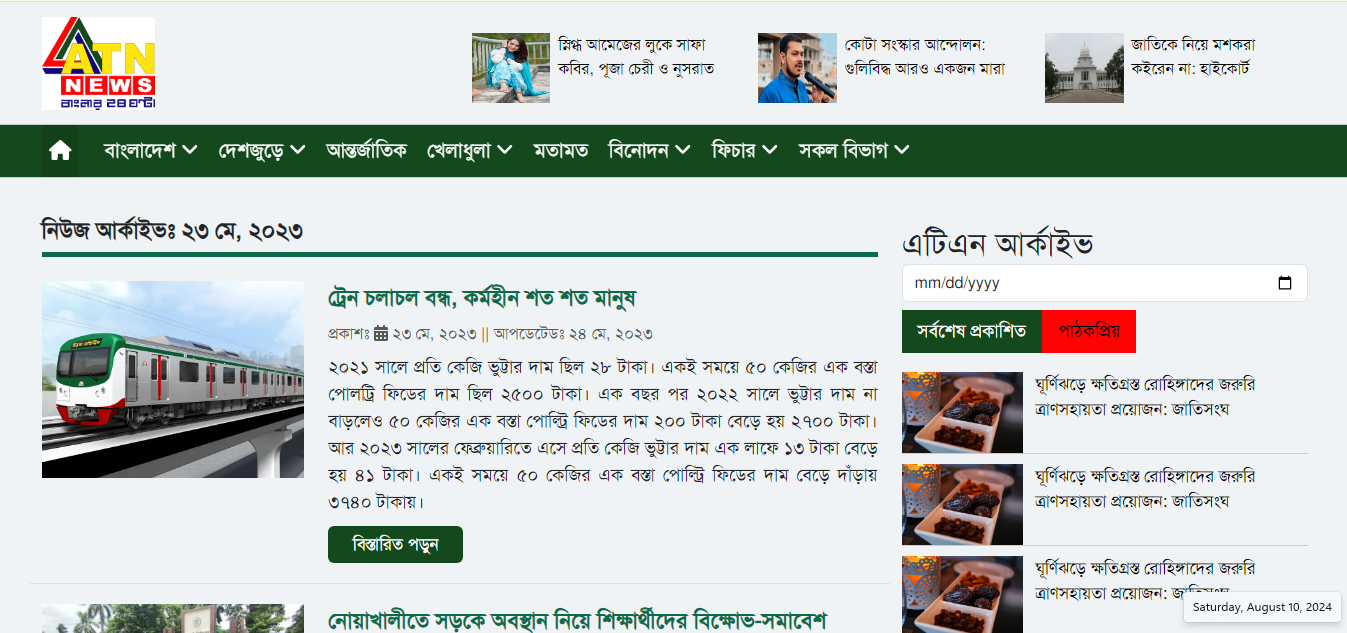 ATN
NEWS
বাংলার ২৪ ঘন্টা
স্নিগ্ধ আমেজের লুকে সাফা
কবির, পূজা চেরী ও নুসরাত
কোটা সংস্কার আন্দোলন:
গুলিবিদ্ধ আরও একজন মারা
জাতিকে নিয়ে মশকরা
কইরেন না: হাইকোর্ট
বাংলাদেশ দেশজুড়ে আন্তর্জাতিক খেলাধুলা মতামত বিনোদন ফিচার সকল বিভাগ
নিউজ আর্কাইভঃ ২৩ মে, ২০২৩
ট্রেন চলাচল বন্ধ, কর্মহীন শত শত মানুষ
প্রকাশঃ ২৩ মে, ২০২৩ || আপডেটেডঃ ২৪ মে, ২০২৩
২০২১ সালে প্রতি কেজি ভুট্টার দাম ছিল ২৮ টাকা। একই সময়ে ৫০ কেজির এক বস্তা
পোলট্রি ফিডের দাম ছিল ২৫০০ টাকা। এক বছর পর ২০২২ সালে ভুট্টার দাম না
বাড়লেও ৫০ কেজির এক বস্তা পোল্ট্রি ফিডের দাম ২০০ টাকা বেড়ে হয় ২৭০০ টাকা।
আর ২০২৩ সালের ফেব্রুয়ারিতে এসে প্রতি কেজি ভুট্টার দাম এক লাফে ১৩ টাকা বেড়ে
হয় ৪১ টাকা। একই সময়ে ৫০ কেজির এক বস্তা পোল্ট্রি ফিডের দাম বেড়ে দাঁড়ায়
৩৭৪০ টাকায়।
বিস্তারিত পড়ুন
নোয়াখালীতে সড়কে অবস্থান নিয়ে শিক্ষার্থীদের বিক্ষোভ-সমাবেশ
এটিএন আর্কাইভ
mm/dd/yyyy
সর্বশেষ প্রকাশিত পাঠকপ্রিয়
ঘূর্ণিঝড়ে ক্ষতিগ্রস্ত রোহিঙ্গাদের জরুরি
ত্রাণসহায়তা প্রয়োজন: জাতিসংঘ
ঘূর্ণিঝড়ে ক্ষতিগ্রস্ত রোহিঙ্গাদের জরুরি
ত্রাণসহায়তা প্রয়োজন: জাতিসংঘ
ঘূর্ণিঝড়ে ক্ষতিগ্রস্ত রোহিঙ্গাদের জরুরি
ত্রাণসহায়তা প্রয়োজন:
Saturday, August 10, 2024